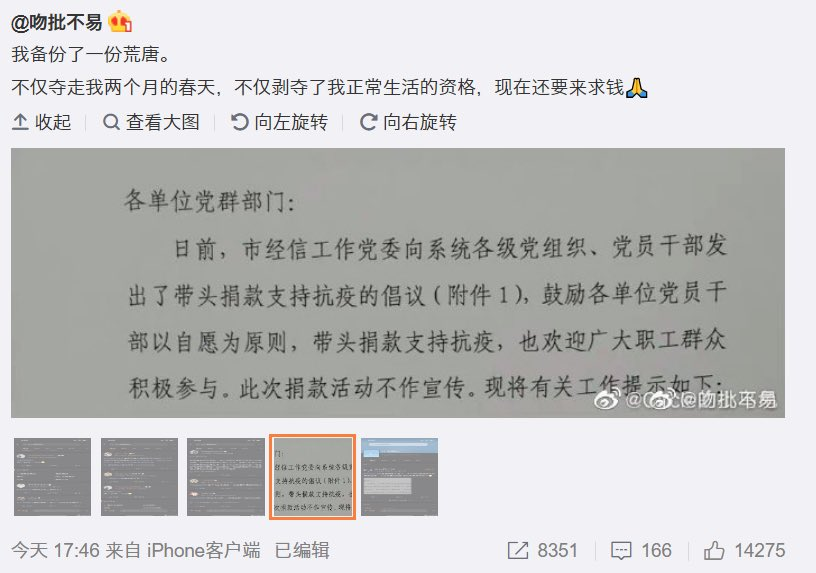 @吻批不易
我备份了一份荒唐。
不仅夺走我两个月的春天，不仅剥夺了我正常生活的资格，现在还要来求钱🙏
收起 查看大图 向左旋转 向右旋转
各单位党群部门：
日前，市经信工作党委向系统各级党组织、党员干部发
出了带头捐款支持抗疫的倡议（附件1），鼓励各单位党员干
部以自愿为原则，带头捐款支持抗疫，也欢迎广大职工群众
积极参与。此次捐款活动不作宣传。现将有关工作提示如下：
@吻批不易
今天 17:46 来自 iPhone客户端 已编辑 8351 166 14275